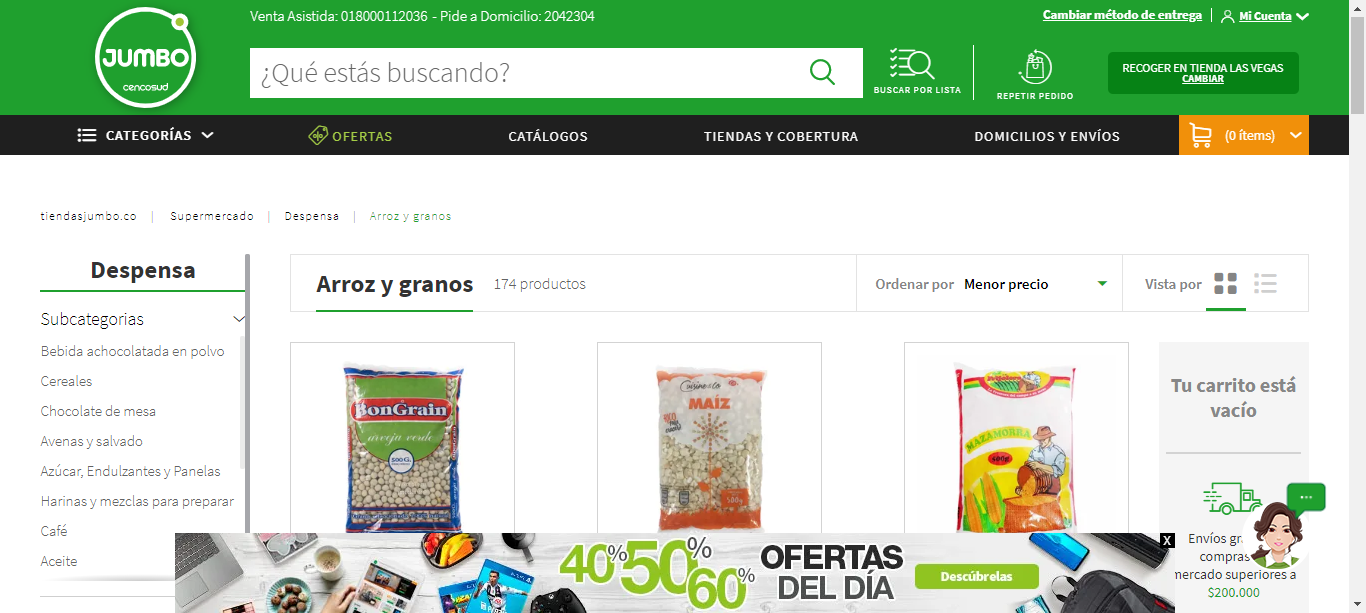 Venta Asistida: 018000112036 - Pide a Domicilio: 2042304
Cambiar método de entrega
Mi Cuenta
JUMBO
cencosud
¿Qué estás buscando?
BUSCAR POR LISTA
REPETIR PEDIDO
RECOGER EN TIENDA LAS VEGAS
CAMBIAR
CATEGORÍAS
OFERTAS
CATÁLOGOS
TIENDAS Y COBERTURA
DOMICILIOS Y ENVÍOS
(0 ítems)
tiendasjumbo.co | Supermercado | Despensa | Arroz y granos
Despensa
Subcategorias
Bebida achocolatada en polvo
Cereales
Chocolate de mesa
Avenas y salvado
Azúcar, Endulzantes y Panelas
Harinas y mezclas para preparar
Café
Aceite
Arroz y granos
174 productos
Ordenar por Menor precio
Vista por
BonGrain
arveja verde
500 G.
Cuisine & Co
MAÍZ
500g
MAZAMORRA
500g
Tu carrito está
vacío
Envíos gr
compras
mercado superiores a
$200.000
40% 50% 60%
OFERTAS
DEL DÍA
Descúbrelas
X